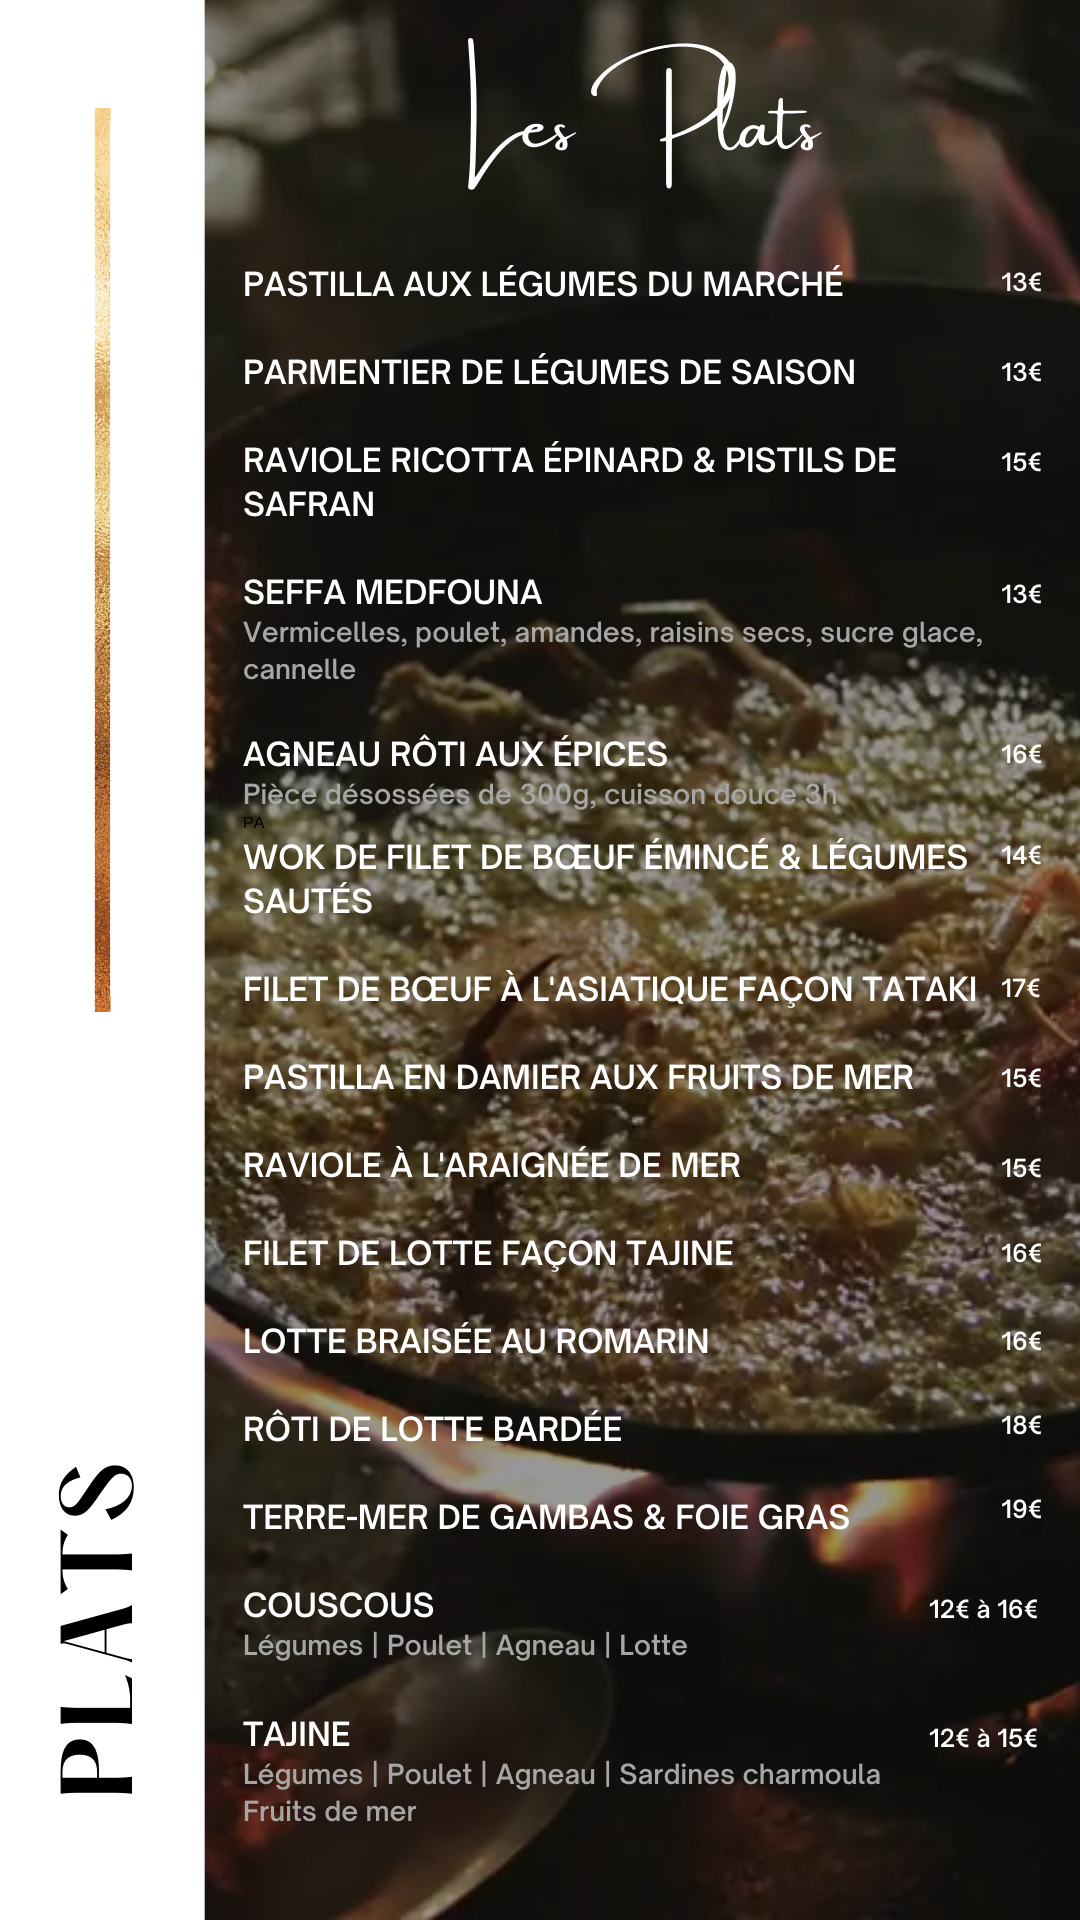 Les Plats
PASTILLA AUX LÉGUMES DU MARCHÉ 13€
PARMENTIER DE LÉGUMES DE SAISON 13€
RAVIOLE RICOTTA ÉPINARD & PISTILS DE 15€
SAFRAN
SEFFA MEDFOUNA 13€
Vermicelles, poulet, amandes, raisins secs, sucre glace,
cannelle
AGNEAU RÔTI AUX ÉPICES 16€
Pièce désossées de 300g, cuisson douce 3h
PA
WOK DE FILET DE BŒUF ÉMINCÉ & LÉGUMES 14€
SAUTÉS
FILET DE BŒUF À L'ASIATIQUE FAÇON TATAKI 17€
PASTILLA EN DAMIER AUX FRUITS DE MER 15€
RAVIOLE À L'ARAIGNÉE DE MER 15€
FILET DE LOTTE FAÇON TAJINE 16€
LOTTE BRAISÉE AU ROMARIN 16€
RÔTI DE LOTTE BARDÉE 18€
TERRE-MER DE GAMBAS & FOIE GRAS 19€
COUSCOUS 12€ à 16€
Légumes | Poulet | Agneau | Lotte
TAJINE 12€ à 15€
Légumes | Poulet | Agneau | Sardines charmoula
Fruits de mer
PLATS